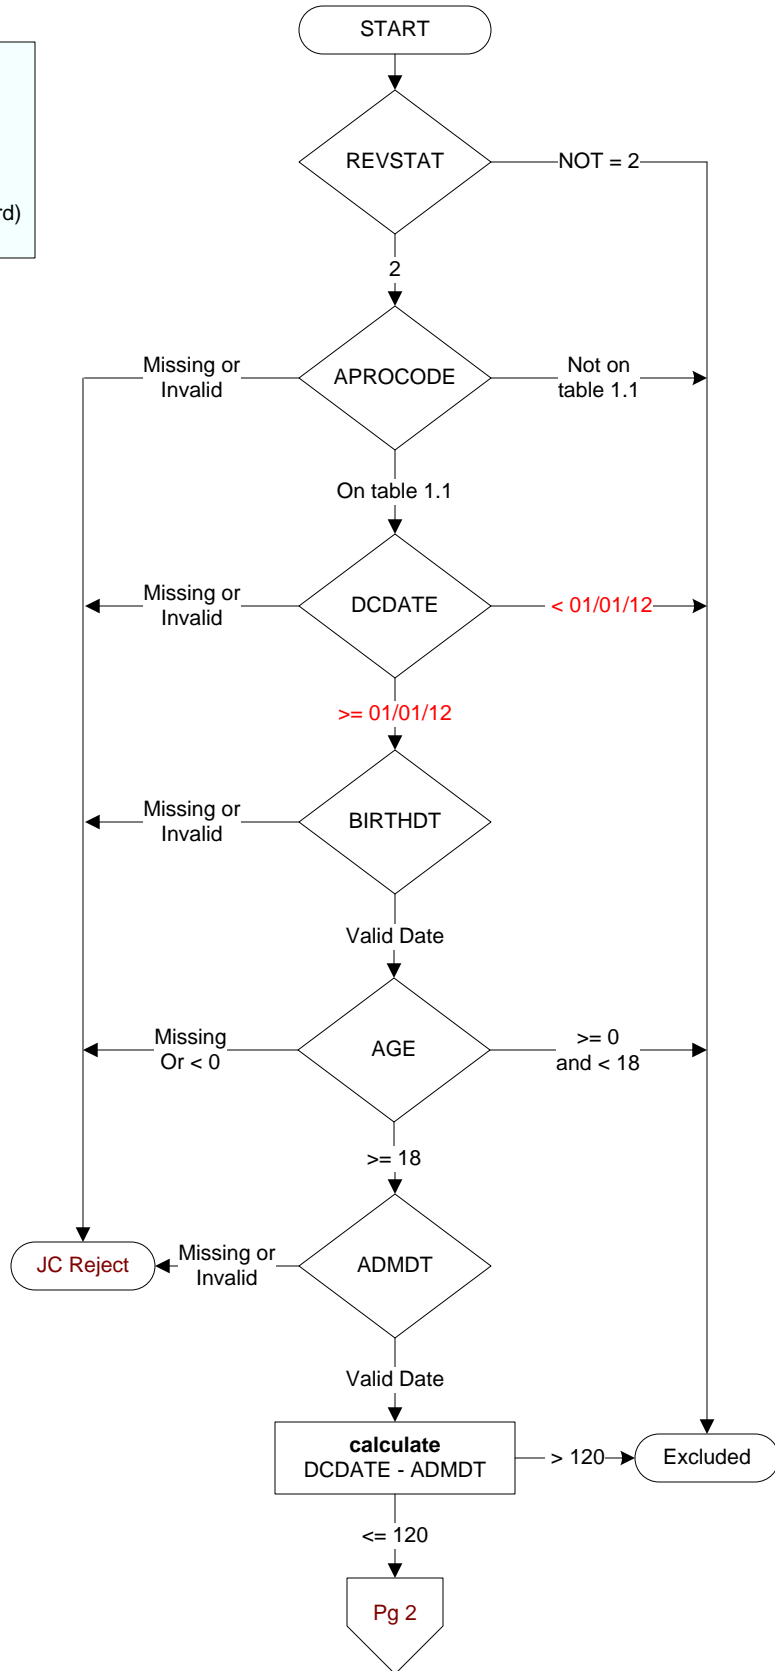 START
REVSTAT
NOT = 2
2
rd)
Missing or
Invalid
APROCODE
Not on
table 1.1
On table 1.1
Missing or
Invalid
DCDATE
< 01/01/12
>= 01/01/12
Missing or
Invalid
BIRTHDT
Valid Date
Missing
Or < 0
AGE
>= 0
and < 18
>= 18
JC Reject
Missing or
Invalid
ADMDT
Valid Date
calculate
DCDATE - ADMDT
> 120
Excluded
<= 120
Pg 2